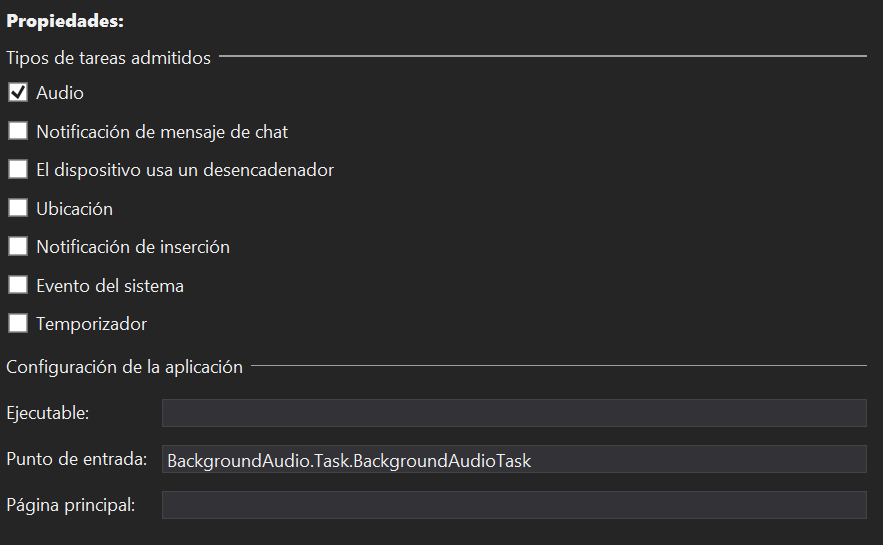 Propiedades:
Tipos de tareas admitidos
Audio
Notificación de mensaje de chat
El dispositivo usa un desencadenador
Ubicación
Notificación de inserción
Evento del sistema
Temporizador
Configuración de la aplicación
Ejecutable:
Punto de entrada: BackgroundAudio.Task.BackgroundAudioTask
Página principal: